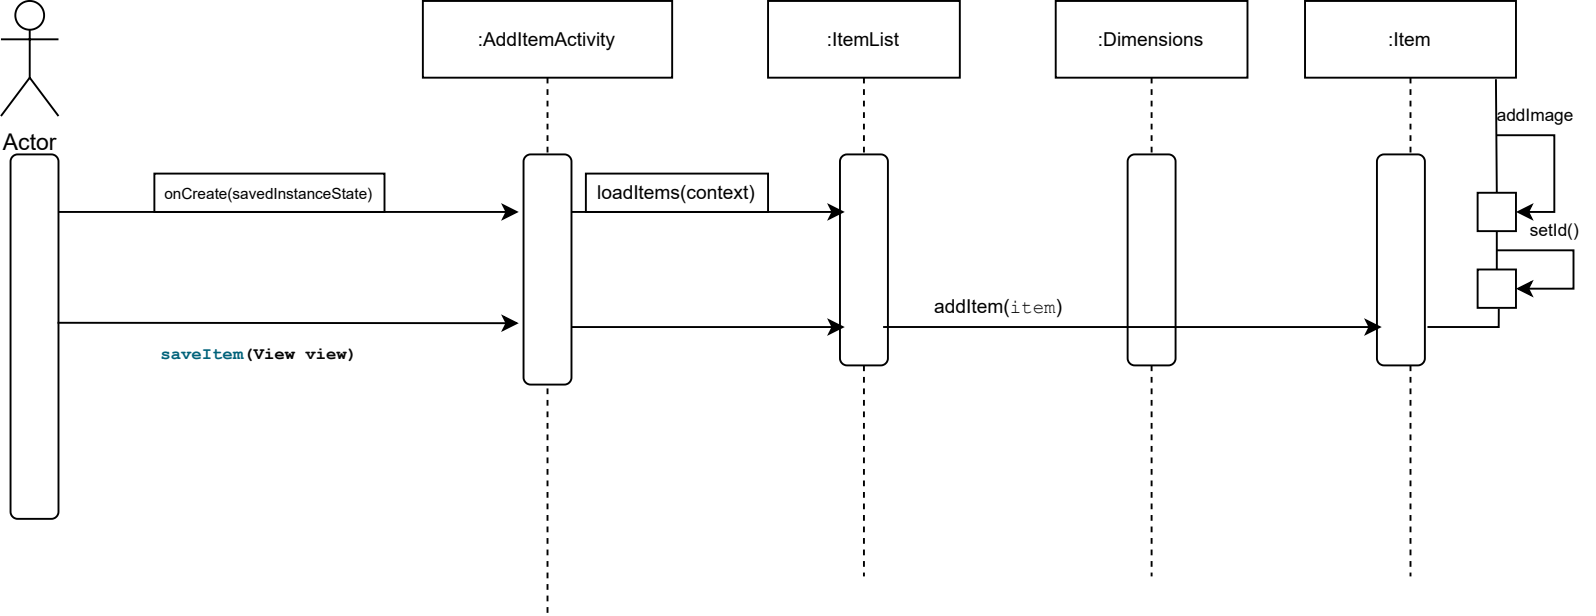 :AddItemActivity
:ItemList
:Dimensions
:Item
addImage
Actor
onCreate(savedInstanceState)
loadItems(context)
setId()
addItem(item)
saveItem(View view)